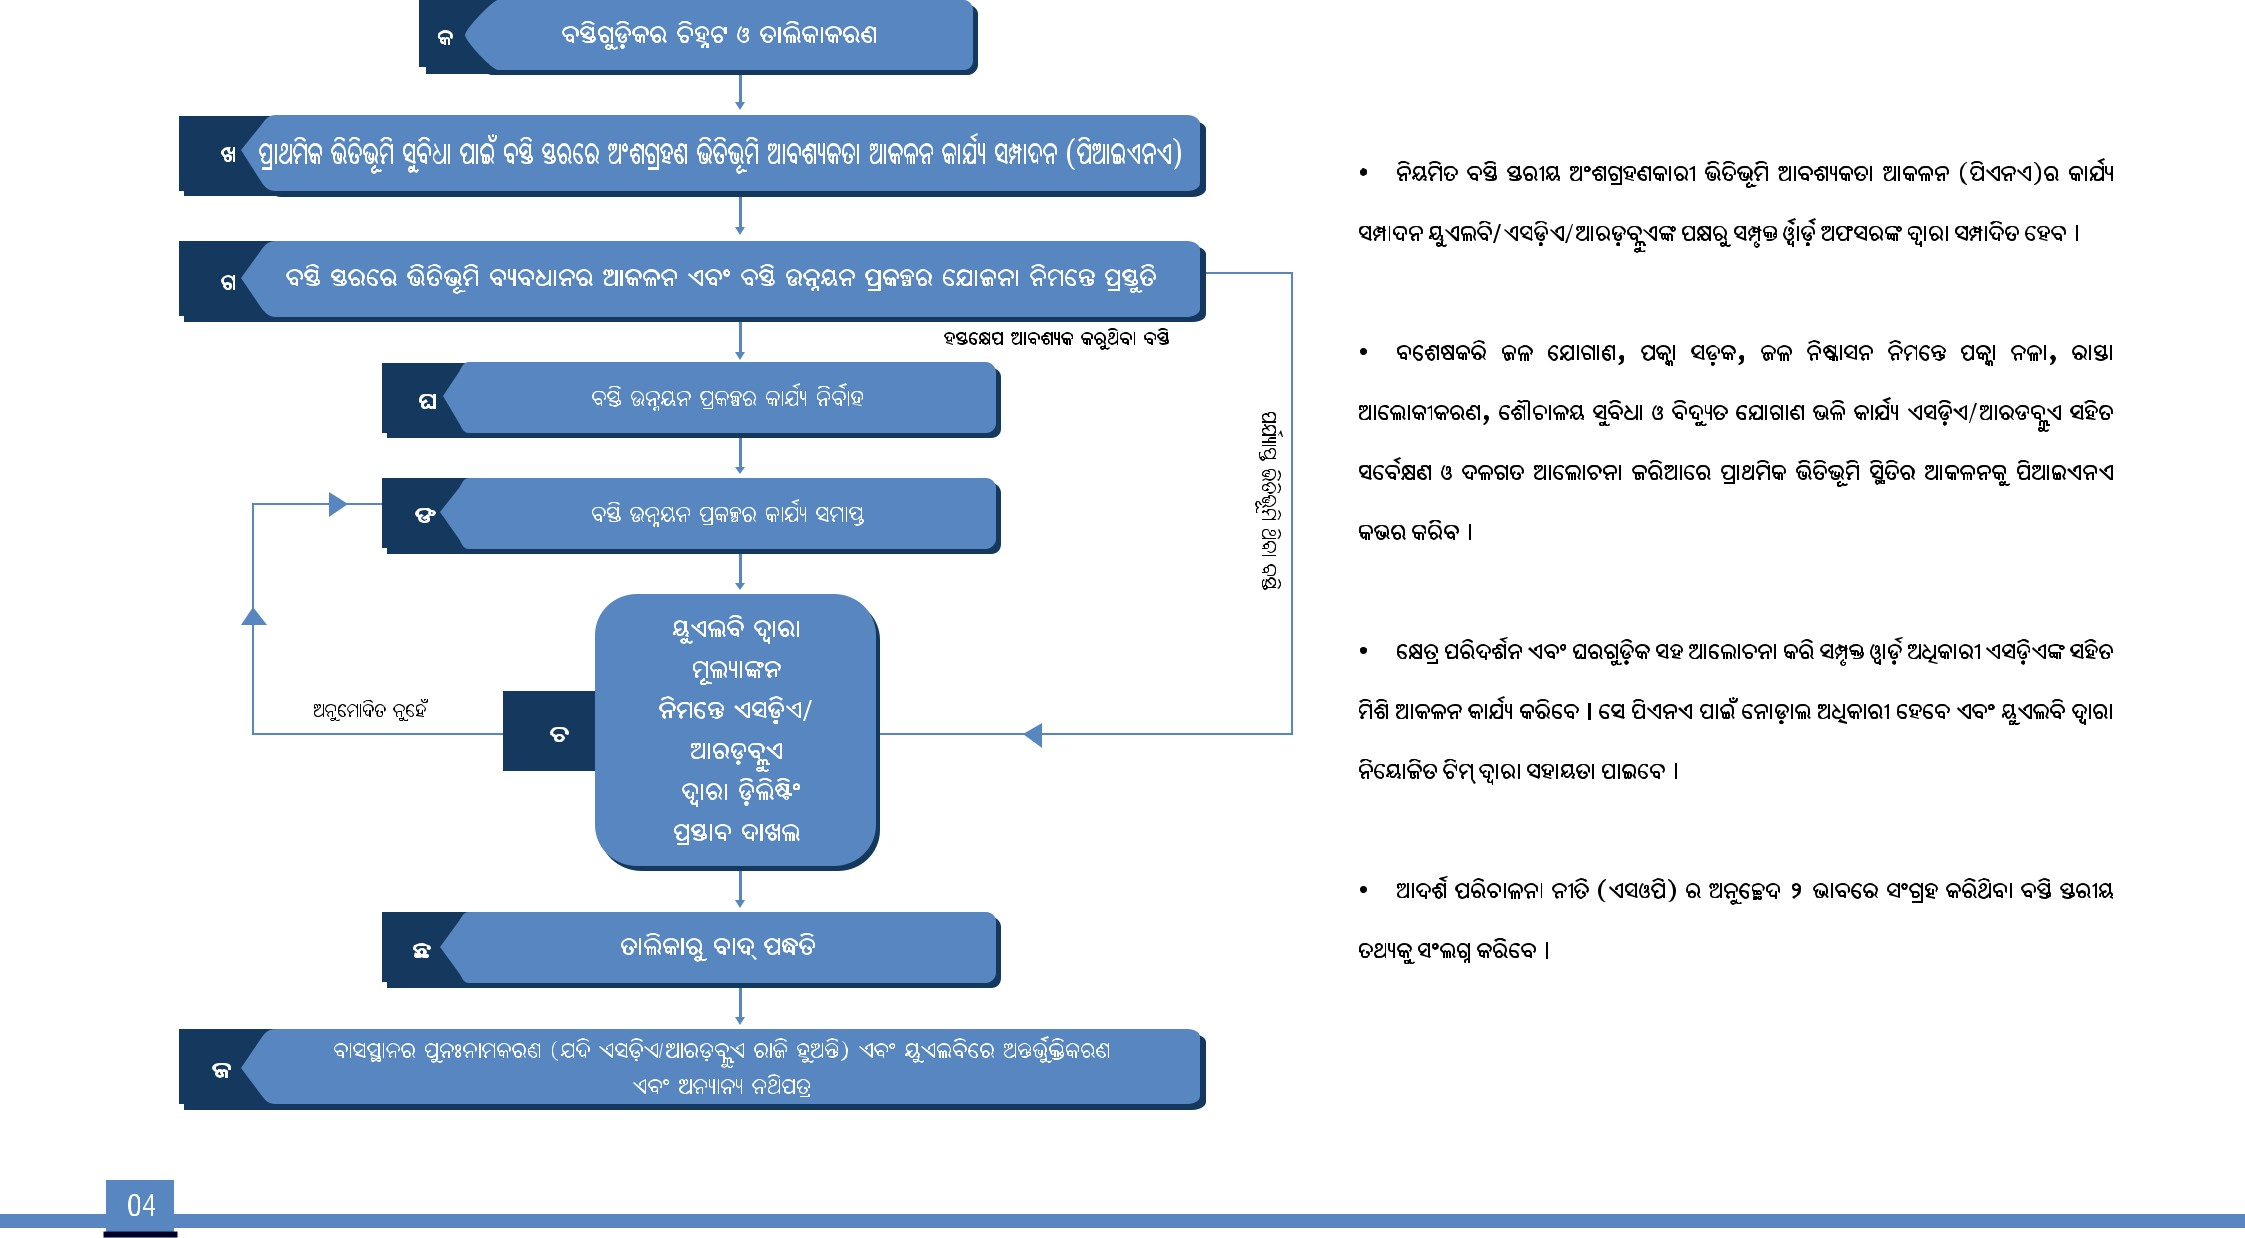 କ
ବସ୍ତିଗୁଡ଼ିକର ଚିହ୍ନଟ ଓ ତାଲିକାକରଣ
ଖ
ପ୍ରାଥମିକ ଭିତିଭୂମି ସୁବିଧା ପାଇଁ ବସ୍ତି ସ୍ତରରେ ଅଂଶଗ୍ରହଣ ଭିତିଭୂମି ଆବଶ୍ୟକତା ଆକଳନ କାର୍ଯ୍ୟ ସମ୍ପାଦନ (ପିଆଇଏନଏ)
ଗ
ବସ୍ତି ସ୍ତରରେ ଭିତିଭୂମି ବ୍ୟବଧାନର ଆକଳନ ଏବଂ ବସ୍ତି ଉନ୍ନୟନ ପ୍ରକଳ୍ପର ଯୋଜନା ନିମନ୍ତେ ପ୍ରସ୍ତୁତି
ହସ୍ତକ୍ଷେପ ଆବଶ୍ୟକ କରୁଥିବା ବସ୍ତି
ପର୍ଯ୍ୟାପ୍ତ ଭିତିଭୂମି ଥିବା ବସ୍ତି
ଘ
ବସ୍ତି ଉନ୍ନୟନ ପ୍ରକଳ୍ପର କାର୍ଯ୍ୟ ନିର୍ବାହ
ଙ
ବସ୍ତି ଉନ୍ନୟନ ପ୍ରକଳ୍ପର କାର୍ଯ୍ୟ ସମାପ୍ତ
ଅନୁମୋଦିତ ନୁହେଁ
ଚ
ୟୁଏଲବି ଦ୍ୱାରା
ମୂଲ୍ୟାଙ୍କନ
ନିମନ୍ତେ ଏସଡ଼ିଏ/
ଆରଡ଼ବ୍ଲୁଏ
ଦ୍ୱାରା ଡ଼ିଲିଷ୍ଟିଂ
ପ୍ରସ୍ତାବ ଦାଖଲ
ଛ
ତାଲିକାରୁ ବାଦ୍ ପଦ୍ଧତି
ଜ
ବାସସ୍ଥାନର ପୁନଃନାମକରଣ (ଯଦି ଏସଡ଼ିଏ/ଆରଡ଼ବ୍ଲୁଏ ରାଜି ହୁଅନ୍ତି) ଏବଂ ୟୁଏଲବିରେ ଅନ୍ତର୍ଭୁକ୍ତିକରଣ
ଏବଂ ଅନ୍ୟାନ୍ୟ ନଥିପତ୍ର
• ନିୟମିତ ବସ୍ତି ସ୍ତରୀୟ ଅଂଶଗ୍ରହଣକାରୀ ଭିତିଭୂମି ଆବଶ୍ୟକତା ଆକଳନ (ପିଏନଏ)ର କାର୍ଯ୍ୟ
ସମ୍ପାଦନ ୟୁଏଲବି/ଏସଡ଼ିଏ/ଆରଡ଼ବ୍ଲୁଏଙ୍କ ପକ୍ଷରୁ ସମ୍ପୃକ୍ତ ୱାର୍ଡ଼ ଅଫସରଙ୍କ ଦ୍ୱାରା ସମ୍ପାଦିତ ହେବ ।
• ବଶେଷକରି ଜଳ ଯୋଗାଣ, ପକ୍କା ସଡ଼କ, ଜଳ ନିଷ୍କାସନ ନିମନ୍ତେ ପକ୍କା ନଳା, ରାସ୍ତା
ଆଲୋକୀକରଣ, ଶୌଚାଳୟ ସୁବିଧା ଓ ବିଦ୍ୟୁତ ଯୋଗାଣ ଭଳି କାର୍ଯ୍ୟ ଏସଡ଼ିଏ/ଆରଡବ୍ଲୁଏ ସହିତ
ସର୍ବେକ୍ଷଣ ଓ ଦଳଗତ ଆଲୋଚନା ଜରିଆରେ ପ୍ରାଥମିକ ଭିତିଭୂମି ସ୍ଥିତିର ଆକଳନକୁ ପିଆଇଏନଏ
କଭର କରିବ ।
• କ୍ଷେତ୍ର ପରିଦର୍ଶନ ଏବଂ ଘରଗୁଡ଼ିକ ସହ ଆଲୋଚନା କରି ସମ୍ପୃକ୍ତ ୱାର୍ଡ଼ ଅଧିକାରୀ ଏସଡ଼ିଏଙ୍କ ସହିତ
ମିଶି ଆକଳନ କାର୍ଯ୍ୟ କରିବେ । ସେ ପିଏନଏ ପାଇଁ ନୋଡ଼ାଲ ଅଧିକାରୀ ହେବେ ଏବଂ ୟୁଏଲବି ଦ୍ୱାରା
ନିୟୋଜିତ ଟିମ୍ ଦ୍ୱାରା ସହାୟତା ପାଇବେ ।
• ଆଦର୍ଶ ପରିଚାଳନା ନୀତି (ଏସଓପି) ର ଅନୁଚ୍ଛେଦ ୨ ଭାବରେ ସଂଗ୍ରହ କରିଥିବା ବସ୍ତି ସ୍ତରୀୟ
ତଥ୍ୟକୁ ସଂଲଗ୍ନ କରିବେ ।
04